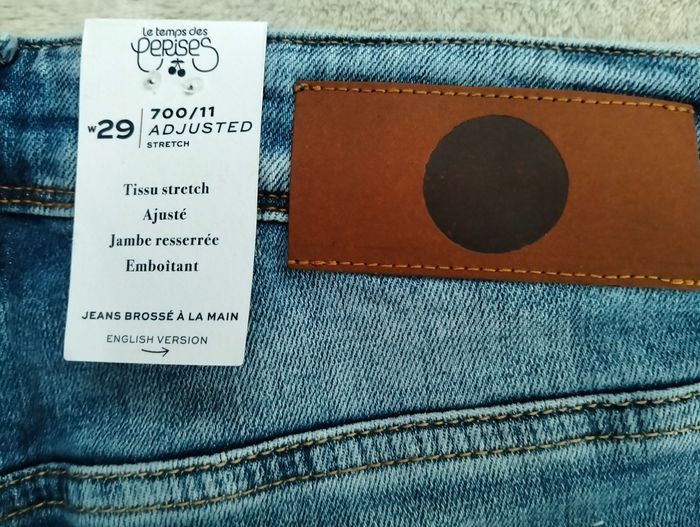 Le temps des
CERISES
W29
700/11
ADJUSTED
STRETCH
Tissu stretch
Ajusté
Jambe resserrée
Emboîtant
JEANS BROSSÉ À LA MAIN
ENGLISH VERSION